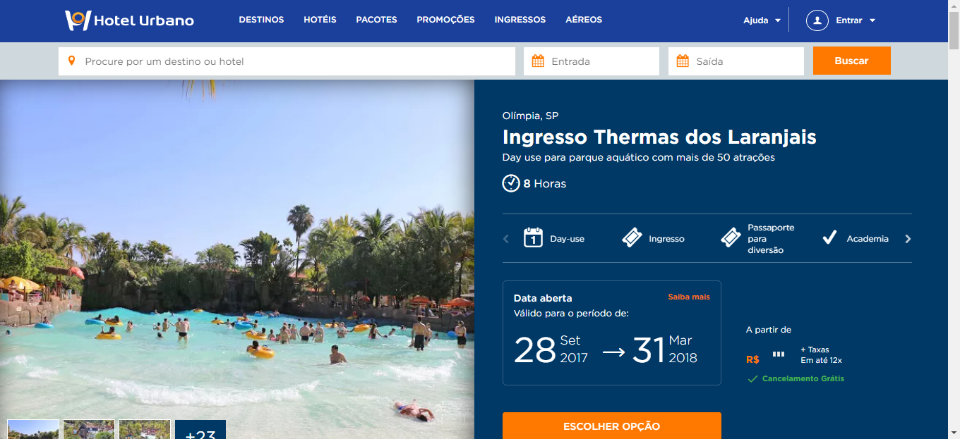 Hotel Urbano
DESTINOS HOTÉIS PACOTES PROMOÇÕES INGRESSOS AÉREOS
Ajuda Entrar
Procure por um destino ou hotel Entrada Saída Buscar
Olímpia, SP
Ingresso Thermas dos Laranjais
Day use para parque aquático com mais de 50 atrações
8 Horas
1 Day-use
Ingresso
Passaporte
para
diversão
Academia
Data aberta Saiba mais
Válido para o período de:
28 Set 2017 → 31 Mar 2018
A partir de
R$ ... + Taxas
Em até 12x
Cancelamento Grátis
+23
ESCOLHER OPÇÃO